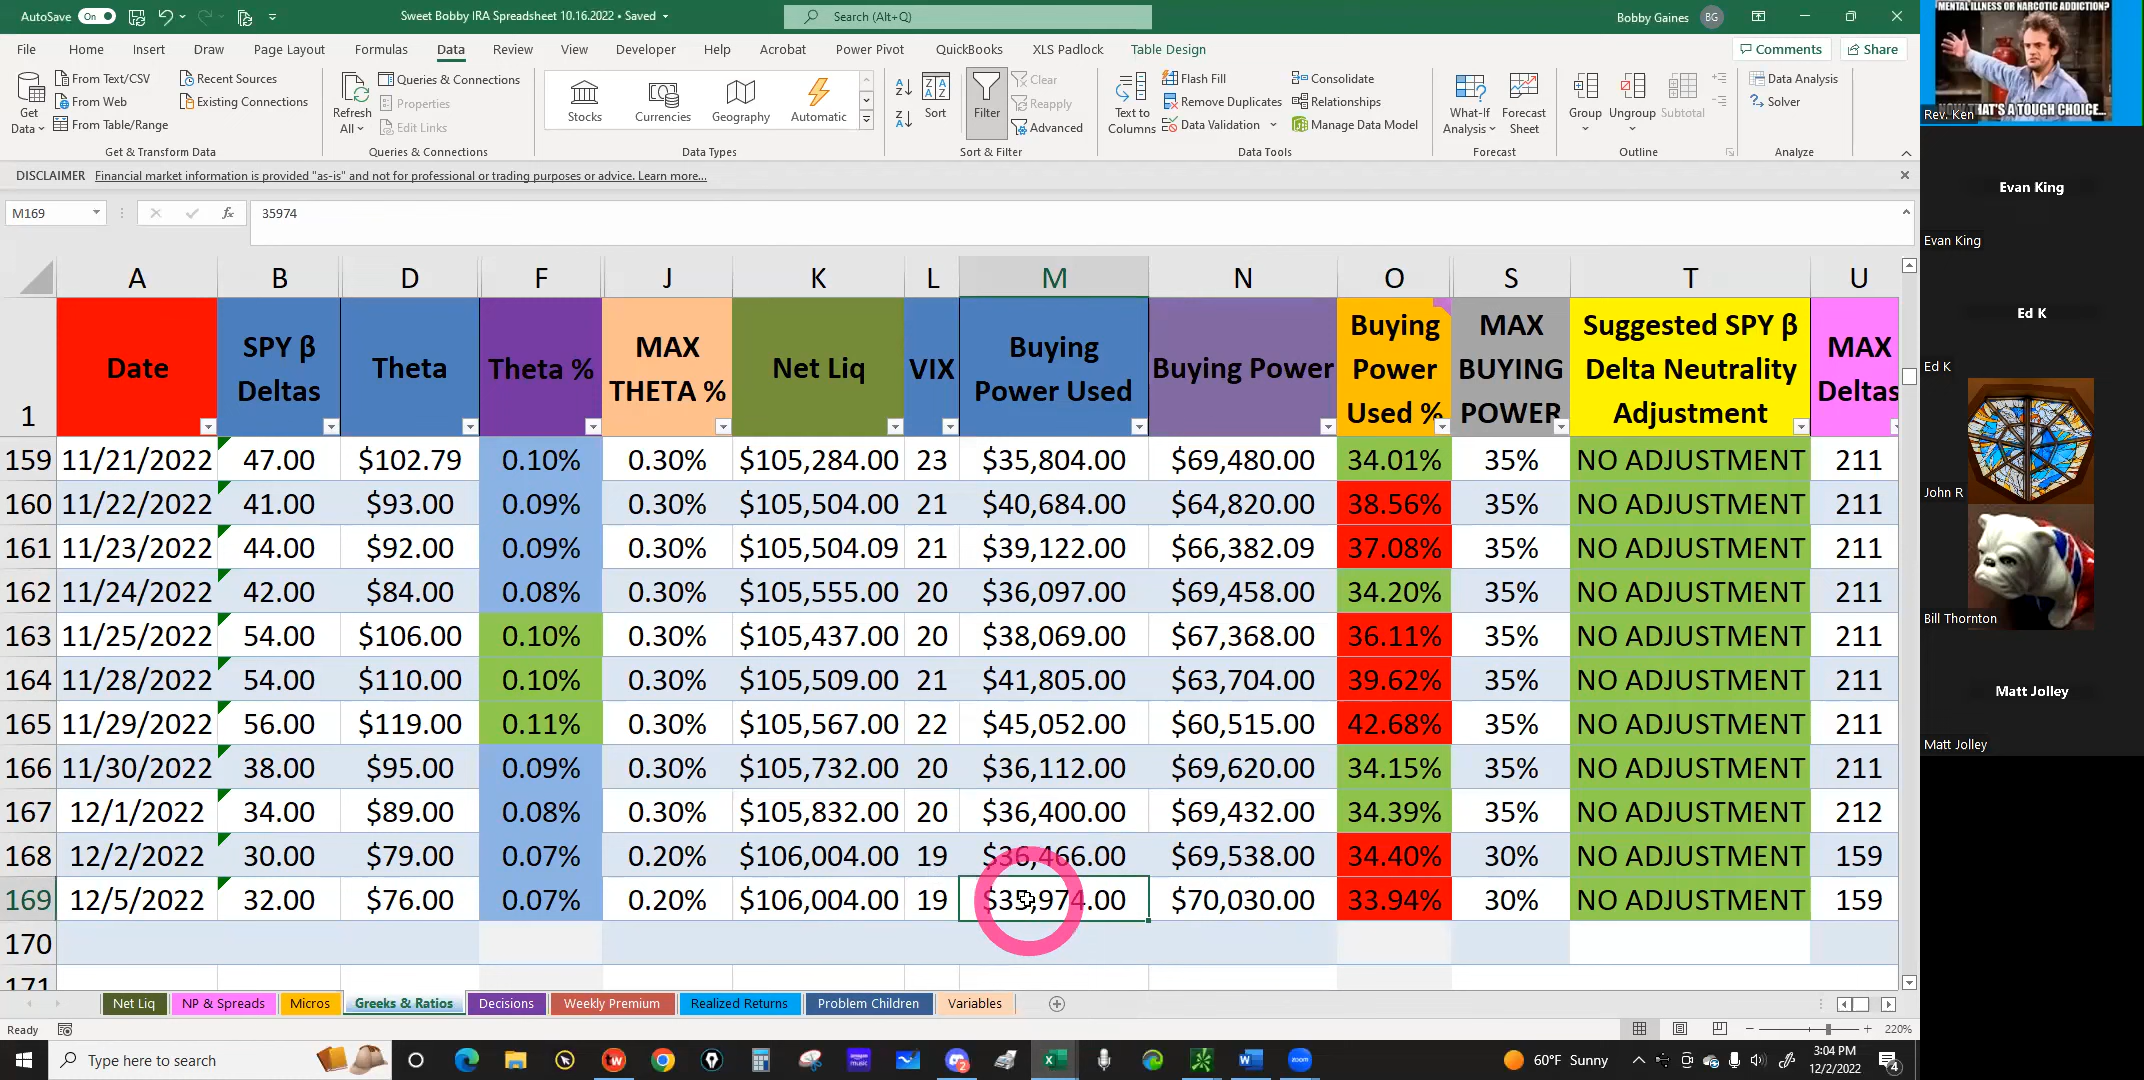 AutoSave On Sweet Bobby IRA Spreadsheet 10.16.2022 • Saved Search (Alt+Q) Bobby Gaines BG
File Home Insert Draw Page Layout Formulas Data Review View Developer Help Acrobat Power Pivot QuickBooks XLS Padlock Table Design Comments Share
Get Data From Text/CSV From Web From Table/Range Recent Sources Existing Connections
Get & Transform Data
Refresh All Queries & Connections Properties Edit Links
Queries & Connections
Stocks Currencies Geography Automatic
Data Types
Sort Filter Clear Reapply Advanced
Sort & Filter
Text to Columns Flash Fill Remove Duplicates Data Validation Consolidate Relationships Manage Data Model
Data Tools
What-If Analysis Forecast Sheet
Forecast
Group Ungroup Subtotal
Outline
Data Analysis Solver
Analyze
DISCLAIMER Financial market information is provided "as-is" and not for professional or trading purposes or advice. Learn more...
M169 fx 35974
A B D F J K L M N O S T U
1 Date SPY β Deltas Theta Theta % MAX THETA % Net Liq VIX Buying Power Used Buying Power Buying Power Used % MAX BUYING POWER Suggested SPY β Delta Neutrality Adjustment MAX Deltas
159 11/21/2022 47.00 $102.79 0.10% 0.30% $105,284.00 23 $35,804.00 $69,480.00 34.01% 35% NO ADJUSTMENT 211
160 11/22/2022 41.00 $93.00 0.09% 0.30% $105,504.00 21 $40,684.00 $64,820.00 38.56% 35% NO ADJUSTMENT 211
161 11/23/2022 44.00 $92.00 0.09% 0.30% $105,504.09 21 $39,122.00 $66,382.09 37.08% 35% NO ADJUSTMENT 211
162 11/24/2022 42.00 $84.00 0.08% 0.30% $105,555.00 20 $36,097.00 $69,458.00 34.20% 35% NO ADJUSTMENT 211
163 11/25/2022 54.00 $106.00 0.10% 0.30% $105,437.00 20 $38,069.00 $67,368.00 36.11% 35% NO ADJUSTMENT 211
164 11/28/2022 54.00 $110.00 0.10% 0.30% $105,509.00 21 $41,805.00 $63,704.00 39.62% 35% NO ADJUSTMENT 211
165 11/29/2022 56.00 $119.00 0.11% 0.30% $105,567.00 22 $45,052.00 $60,515.00 42.68% 35% NO ADJUSTMENT 211
166 11/30/2022 38.00 $95.00 0.09% 0.30% $105,732.00 20 $36,112.00 $69,620.00 34.15% 35% NO ADJUSTMENT 211
167 12/1/2022 34.00 $89.00 0.08% 0.30% $105,832.00 20 $36,400.00 $69,432.00 34.39% 35% NO ADJUSTMENT 212
168 12/2/2022 30.00 $79.00 0.07% 0.20% $106,004.00 19 $36,466.00 $69,538.00 34.40% 30% NO ADJUSTMENT 159
169 12/5/2022 32.00 $76.00 0.07% 0.20% $106,004.00 19 $35,974.00 $70,030.00 33.94% 30% NO ADJUSTMENT 159
170
171
Net Liq NP & Spreads Micros Greeks & Ratios Decisions Weekly Premium Realized Returns Problem Children Variables
Ready 220%
Type here to search 60°F Sunny 3:04 PM
12/2/2022 4
MENTAL ILLNESS OR NARCOTIC ADDICTION?
NOW THAT'S A TOUGH CHOICE...
Rev. Ken
Evan King
Evan King
Ed K
Ed K
John R
Bill Thornton
Matt Jolley
Matt Jolley